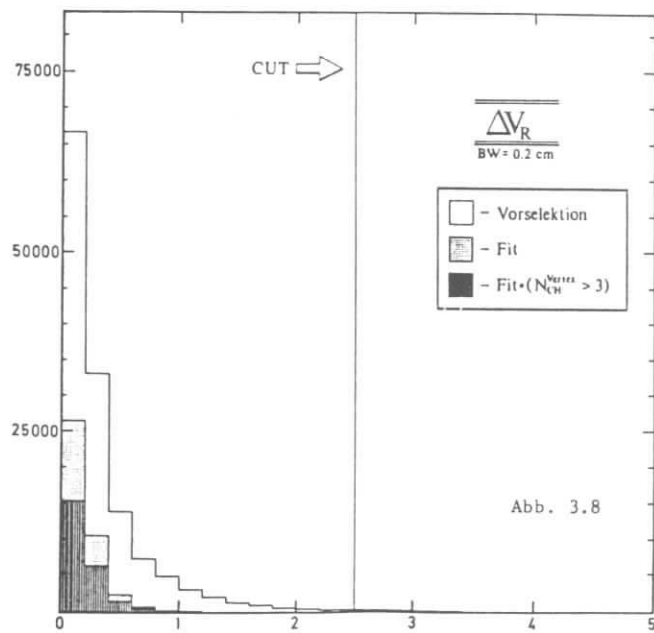 75000
50000
25000
CUT
ΔV_R
BW= 0.2 cm
- Vorselektion
- Fit
- Fit•(N_CH^Vertex > 3)
Abb. 3.8
0 1 2 3 4 5